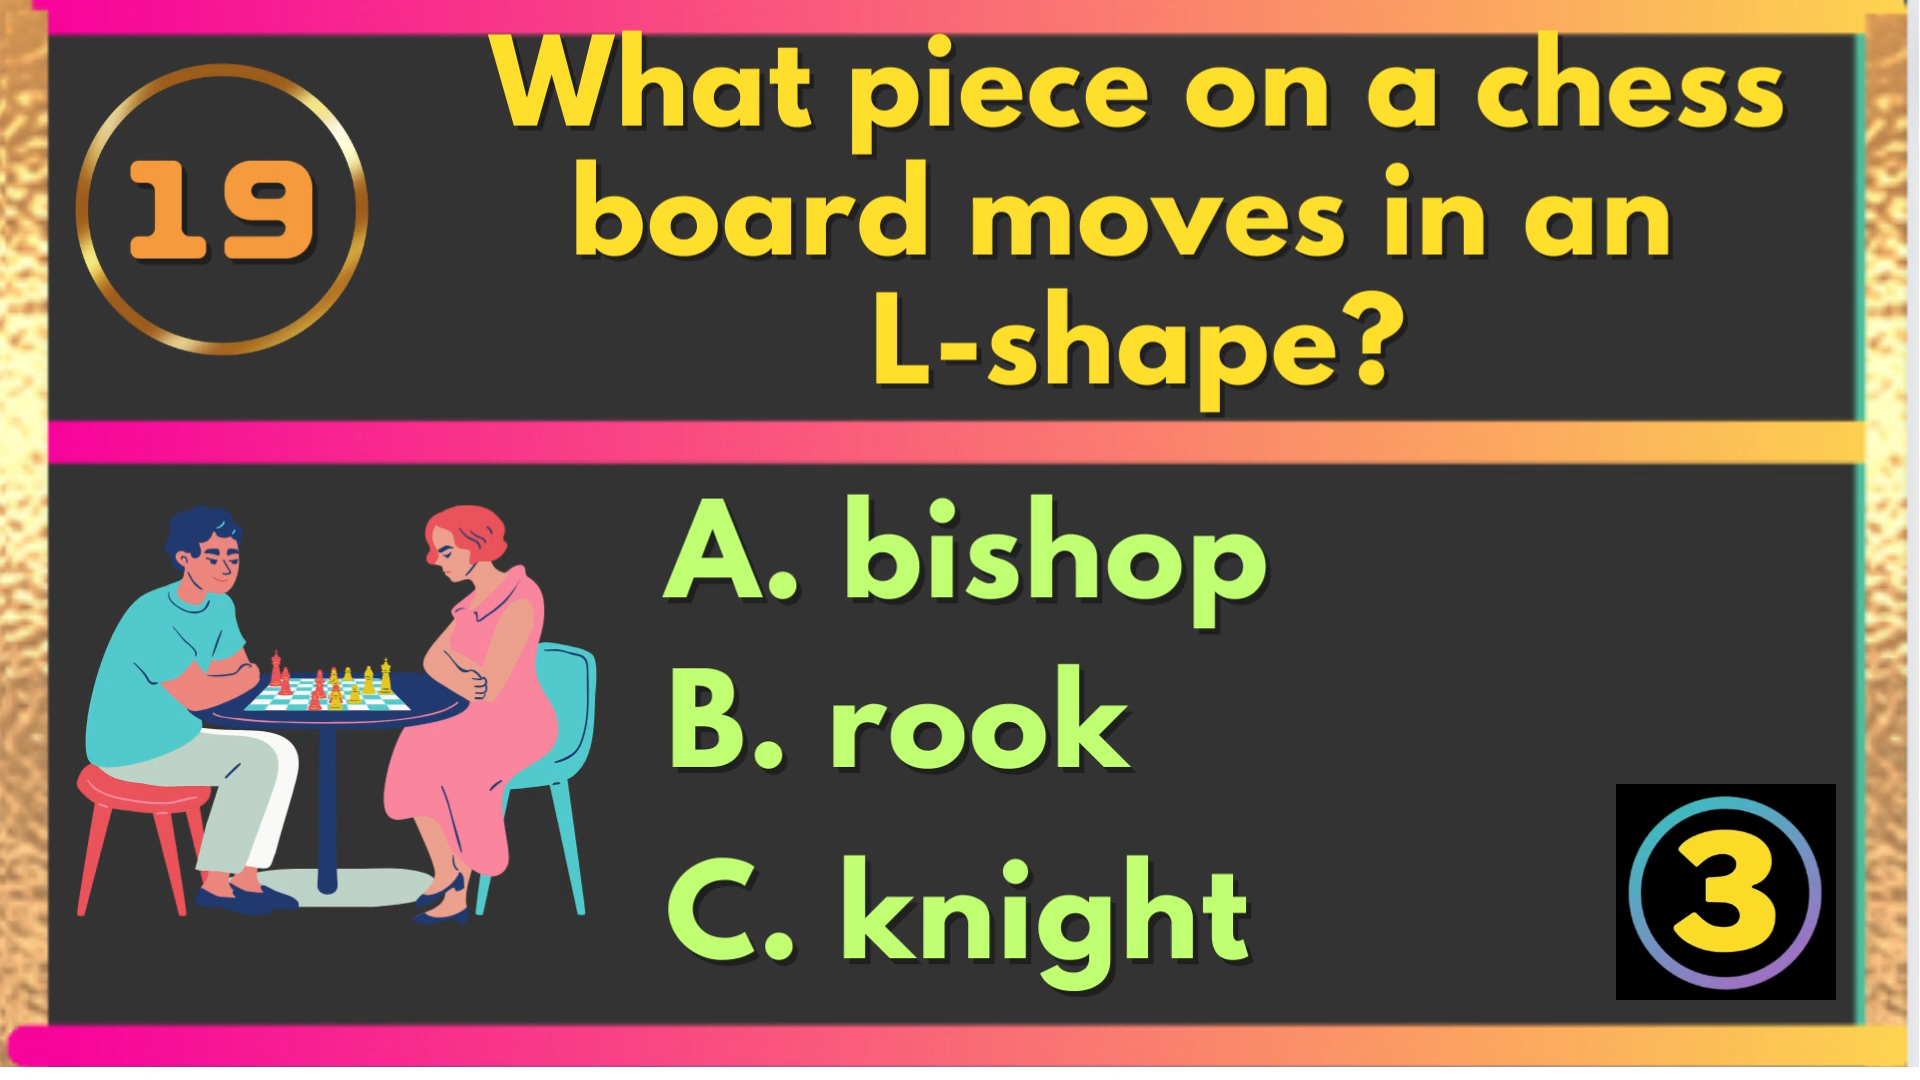 19
What piece on a chess
board moves in an
L-shape?
A. bishop
B. rook
C. knight
3